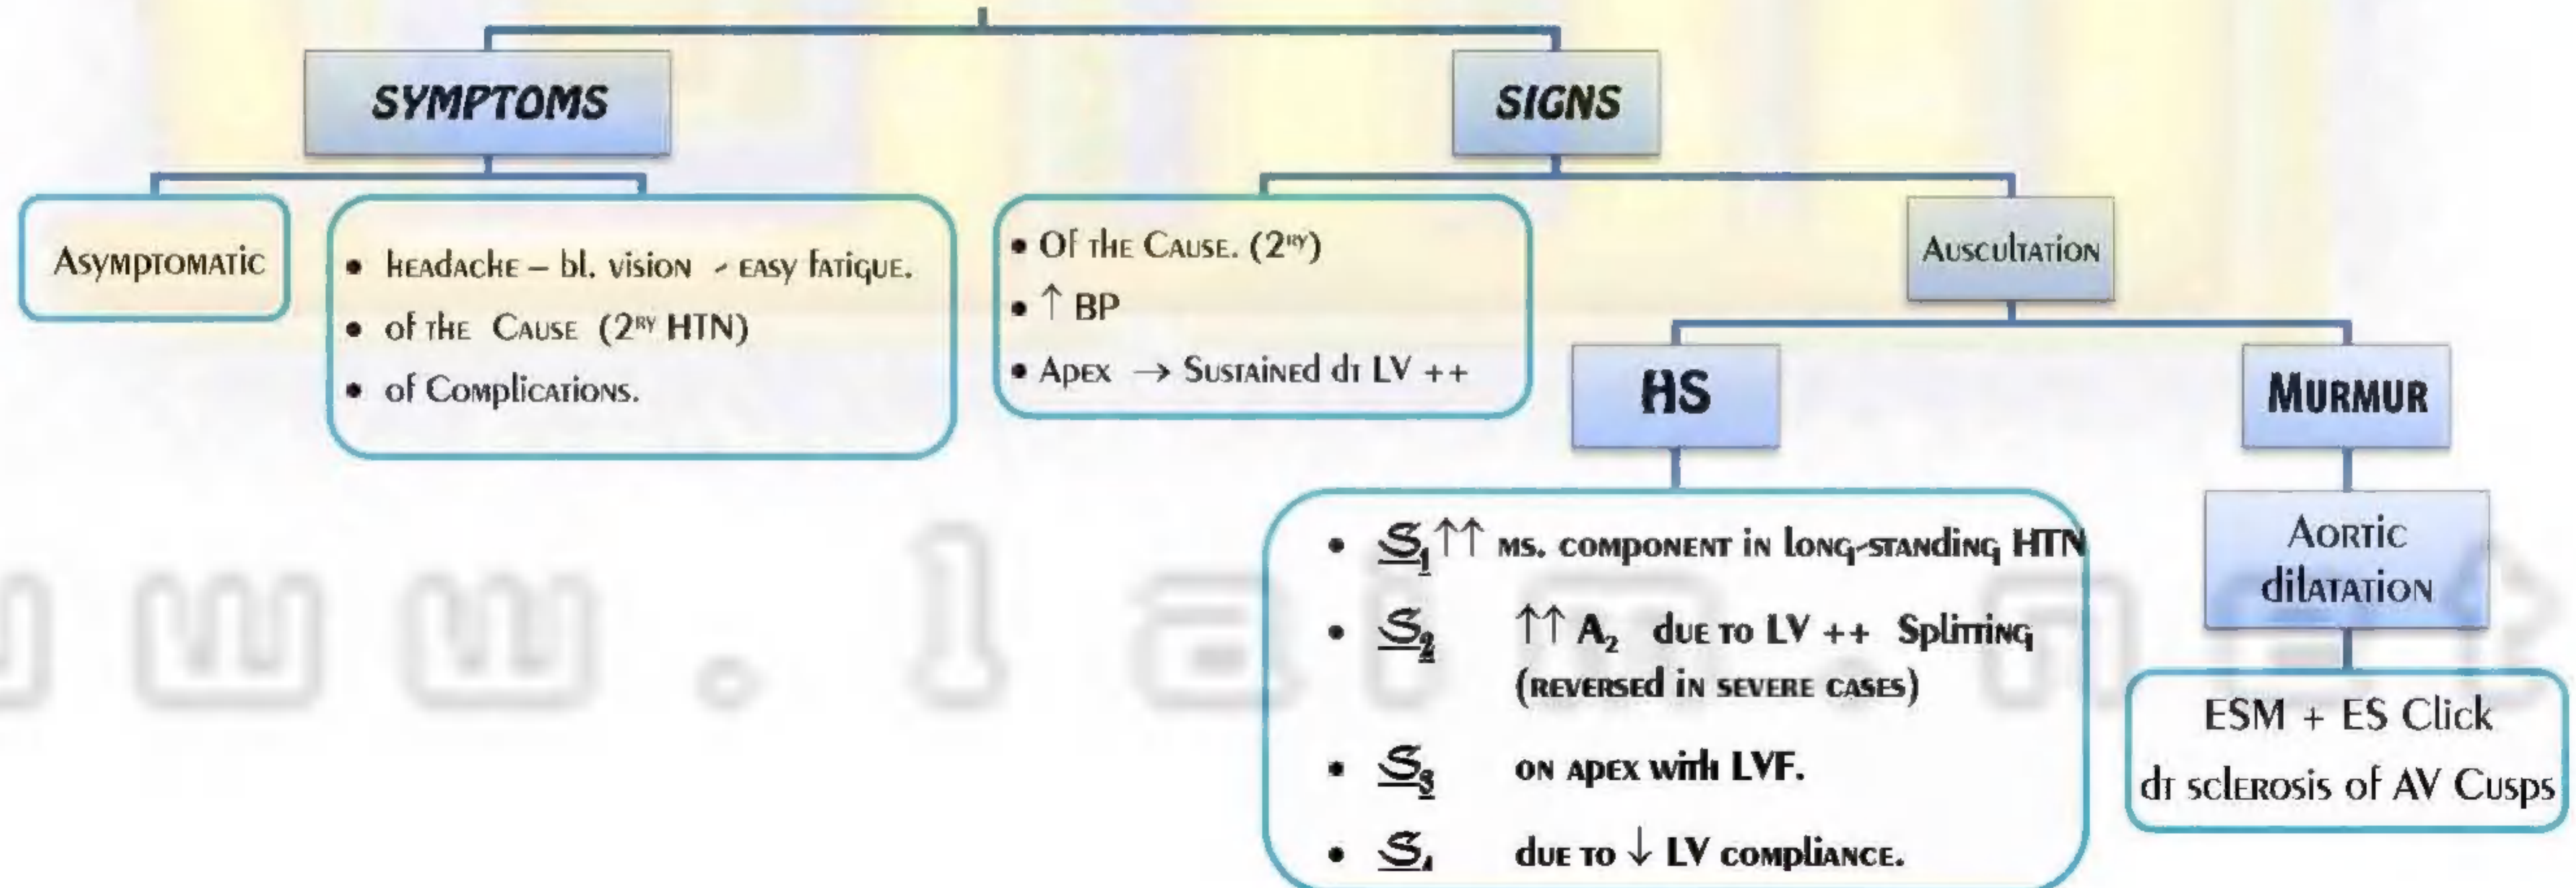 SYMPTOMS
Asymptomatic
• headache – bl. vision - easy fatigue.
• of the Cause (2RY HTN)
• of Complications.
SIGNS
• Of the Cause. (2RY)
• ↑ BP
• Apex → Sustained dt LV ++
Auscultation
HS
• S1 ↑↑ ms. component in long-standing HTN
• S2 ↑↑ A2 due to LV ++ Splitting
(reversed in severe cases)
• S3 on apex with LVF.
• S4 due to ↓ LV compliance.
Murmur
Aortic
dilatation
ESM + ES Click
dt sclerosis of AV Cusps